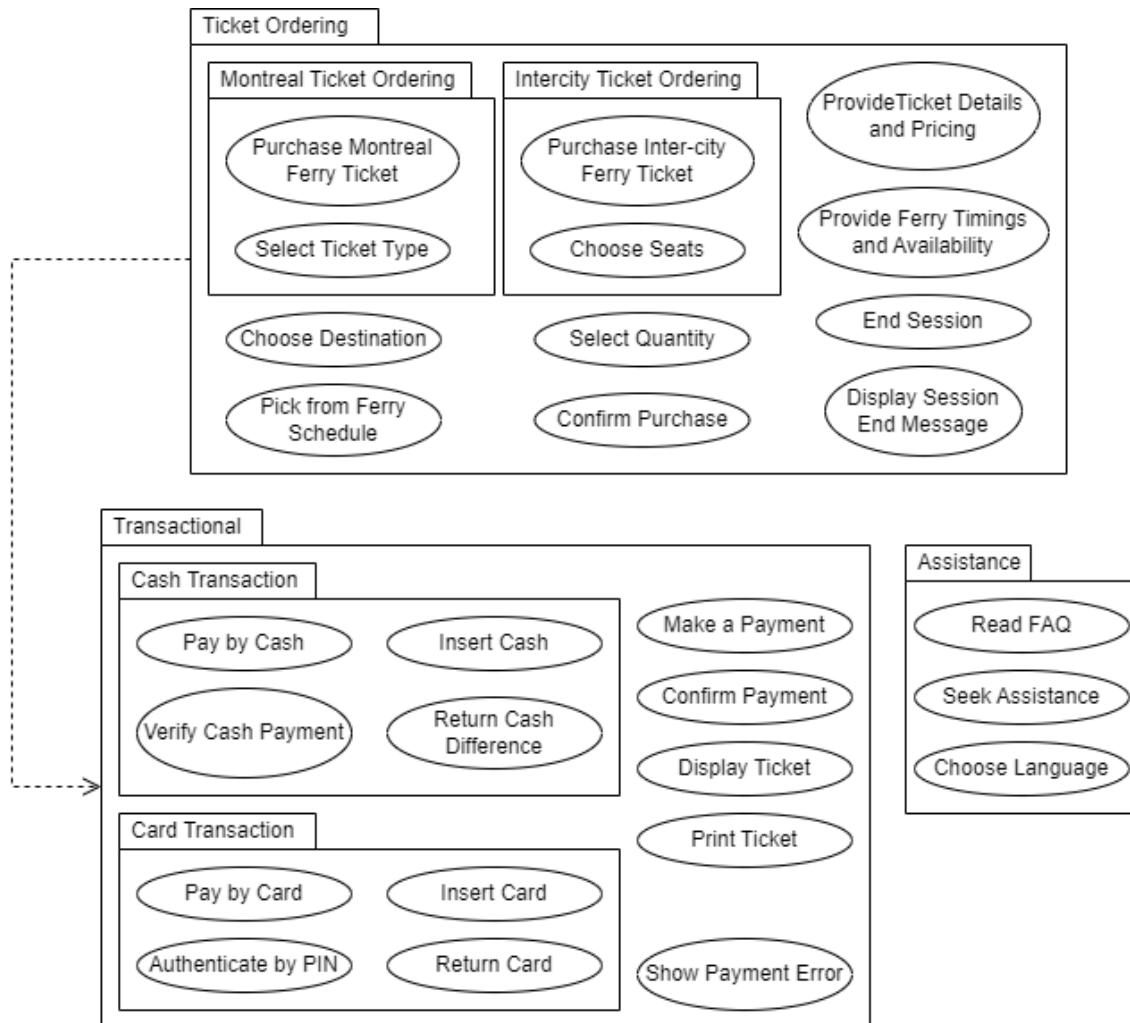 Ticket Ordering
Montreal Ticket Ordering
Purchase Montreal
Ferry Ticket
Select Ticket Type
Intercity Ticket Ordering
Purchase Inter-city
Ferry Ticket
Choose Seats
ProvideTicket Details
and Pricing
Provide Ferry Timings
and Availability
Choose Destination
Select Quantity
End Session
Pick from Ferry
Schedule
Confirm Purchase
Display Session
End Message
Transactional
Cash Transaction
Pay by Cash
Insert Cash
Verify Cash Payment
Return Cash
Difference
Card Transaction
Pay by Card
Insert Card
Authenticate by PIN
Return Card
Make a Payment
Confirm Payment
Display Ticket
Print Ticket
Show Payment Error
Assistance
Read FAQ
Seek Assistance
Choose Language